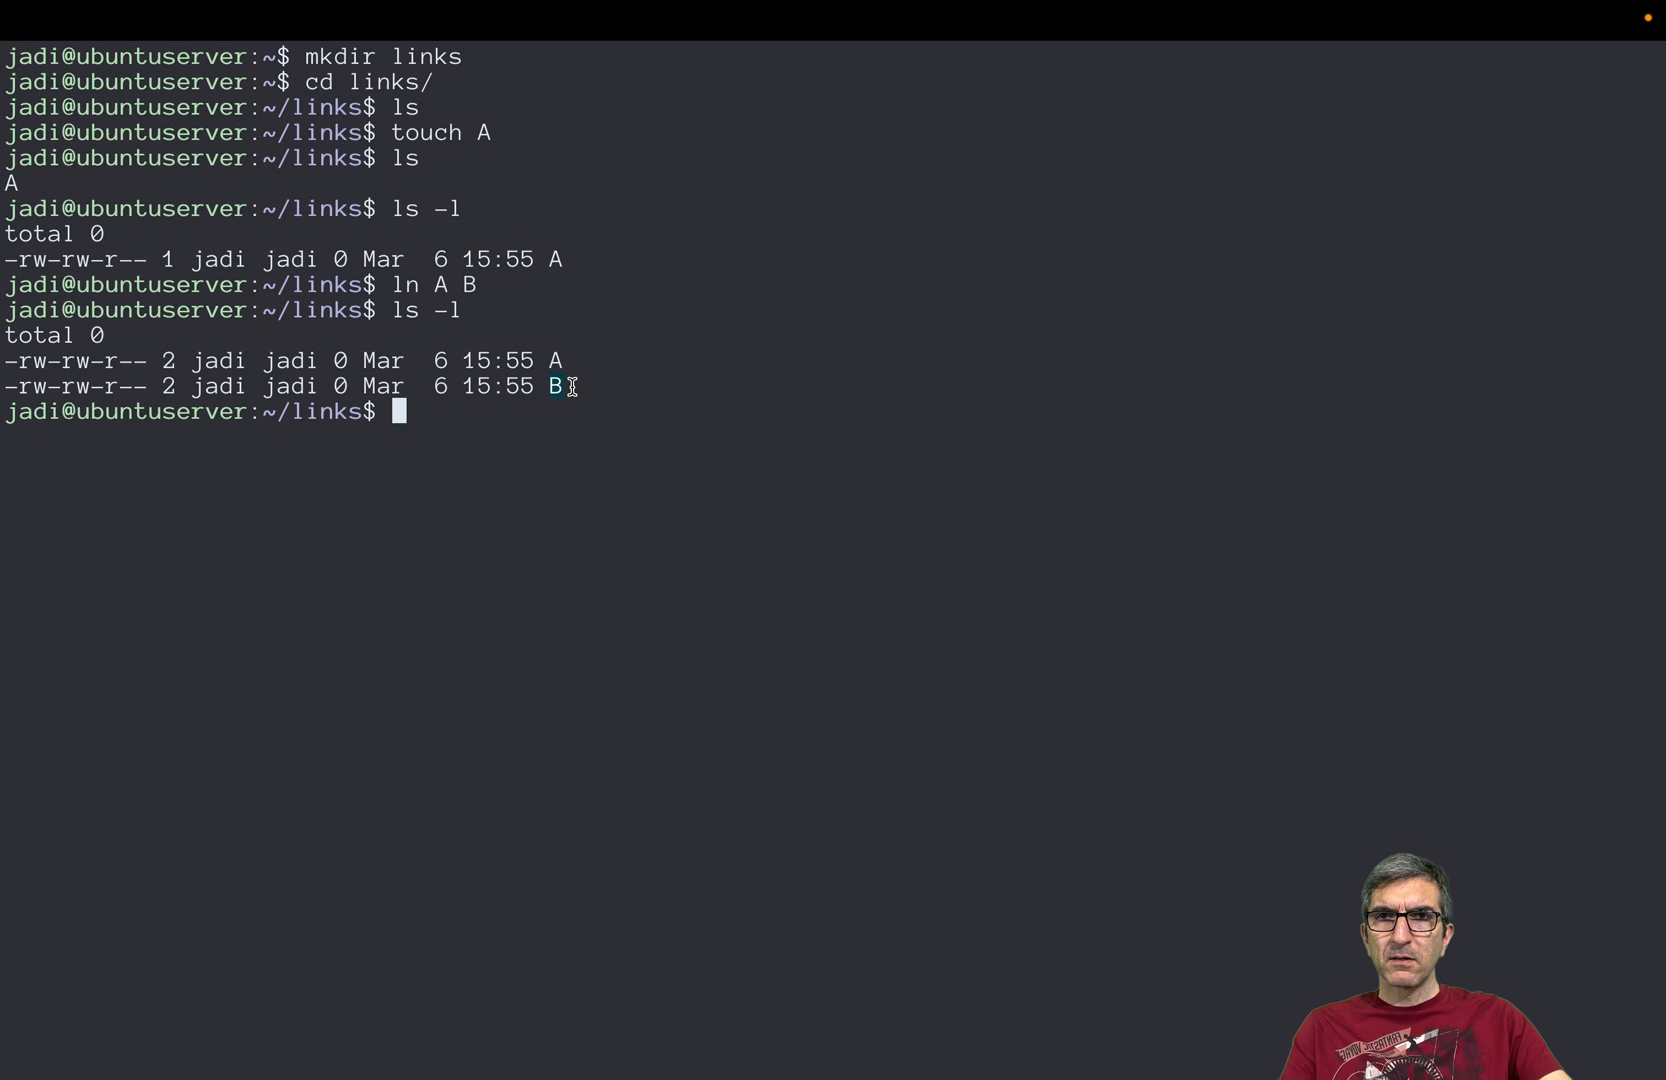 jadi@ubuntuserver:~$ mkdir links
jadi@ubuntuserver:~$ cd links/
jadi@ubuntuserver:~/links$ ls
jadi@ubuntuserver:~/links$ touch A
jadi@ubuntuserver:~/links$ ls
A
jadi@ubuntuserver:~/links$ ls -l
total 0
-rw-rw-r-- 1 jadi jadi 0 Mar  6 15:55 A
jadi@ubuntuserver:~/links$ ln A B
jadi@ubuntuserver:~/links$ ls -l
total 0
-rw-rw-r-- 2 jadi jadi 0 Mar  6 15:55 A
-rw-rw-r-- 2 jadi jadi 0 Mar  6 15:55 B
jadi@ubuntuserver:~/links$
FANTASTIC